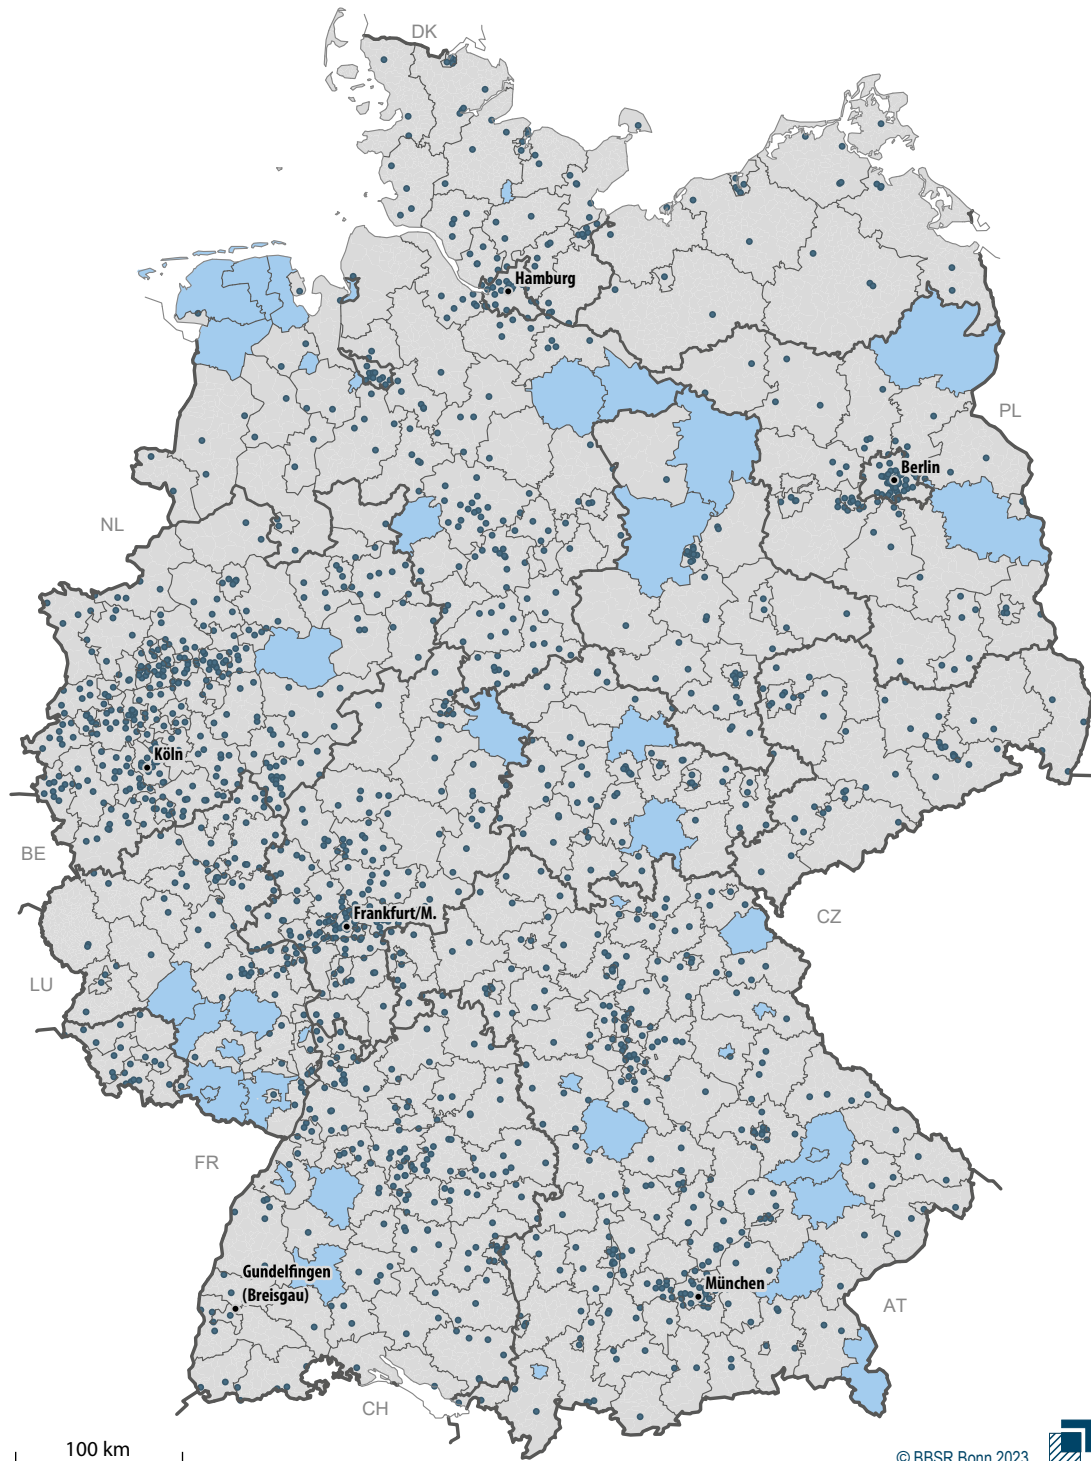 DK
Hamburg
PL
Berlin
NL
Köln
BE
Frankfurt/M.
CZ
LU
FR
Gundelfingen
(Breisgau)
München
AT
CH
100 km
© BBSR Bonn 2023